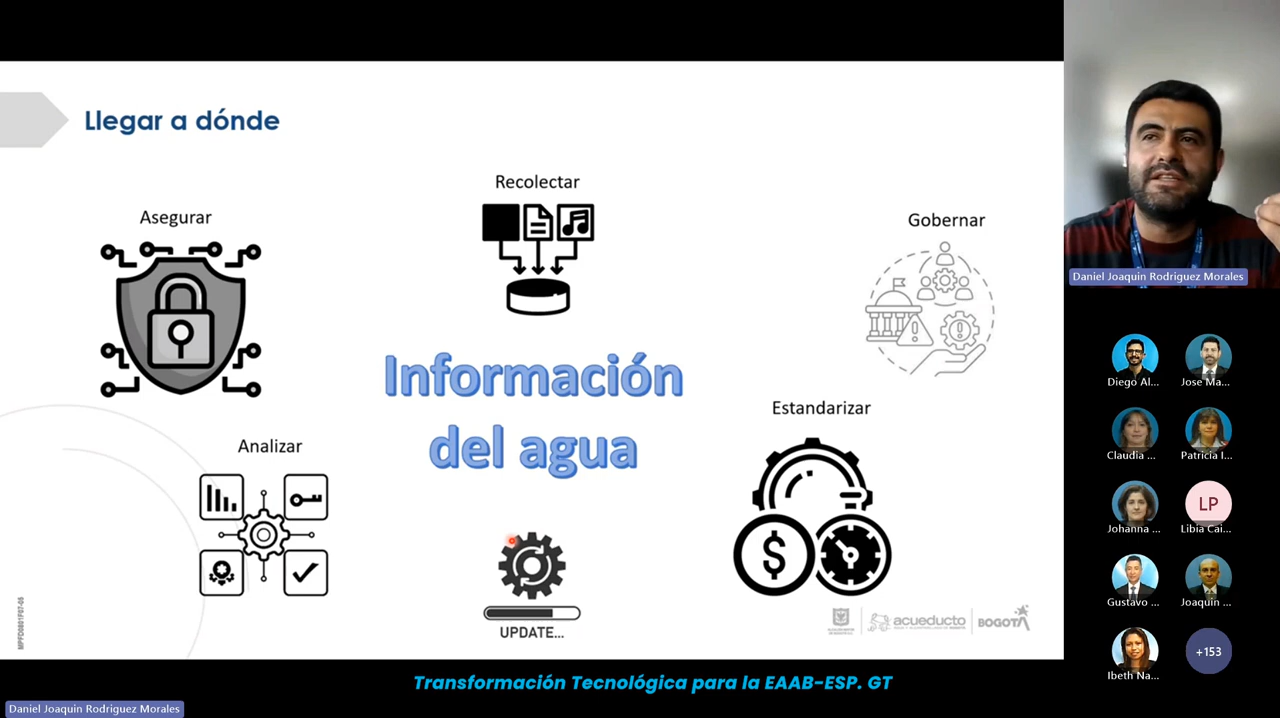 Llegar a dónde
Recolectar
Asegurar
Gobernar
Información
del agua
Estandarizar
Analizar
$
UPDATE...
MPFD0801F07-05
acueducto
BOGOTÁ
Transformación Tecnológica para la EAAB-ESP. GT
Daniel Joaquin Rodriguez Morales
Daniel Joaquin Rodriguez Morales
Diego Al...
Jose Ma...
Claudia ...
Patricia I...
Johanna ...
LP
Libia Cai...
Gustavo ...
Joaquin ...
Ibeth Na...
+153